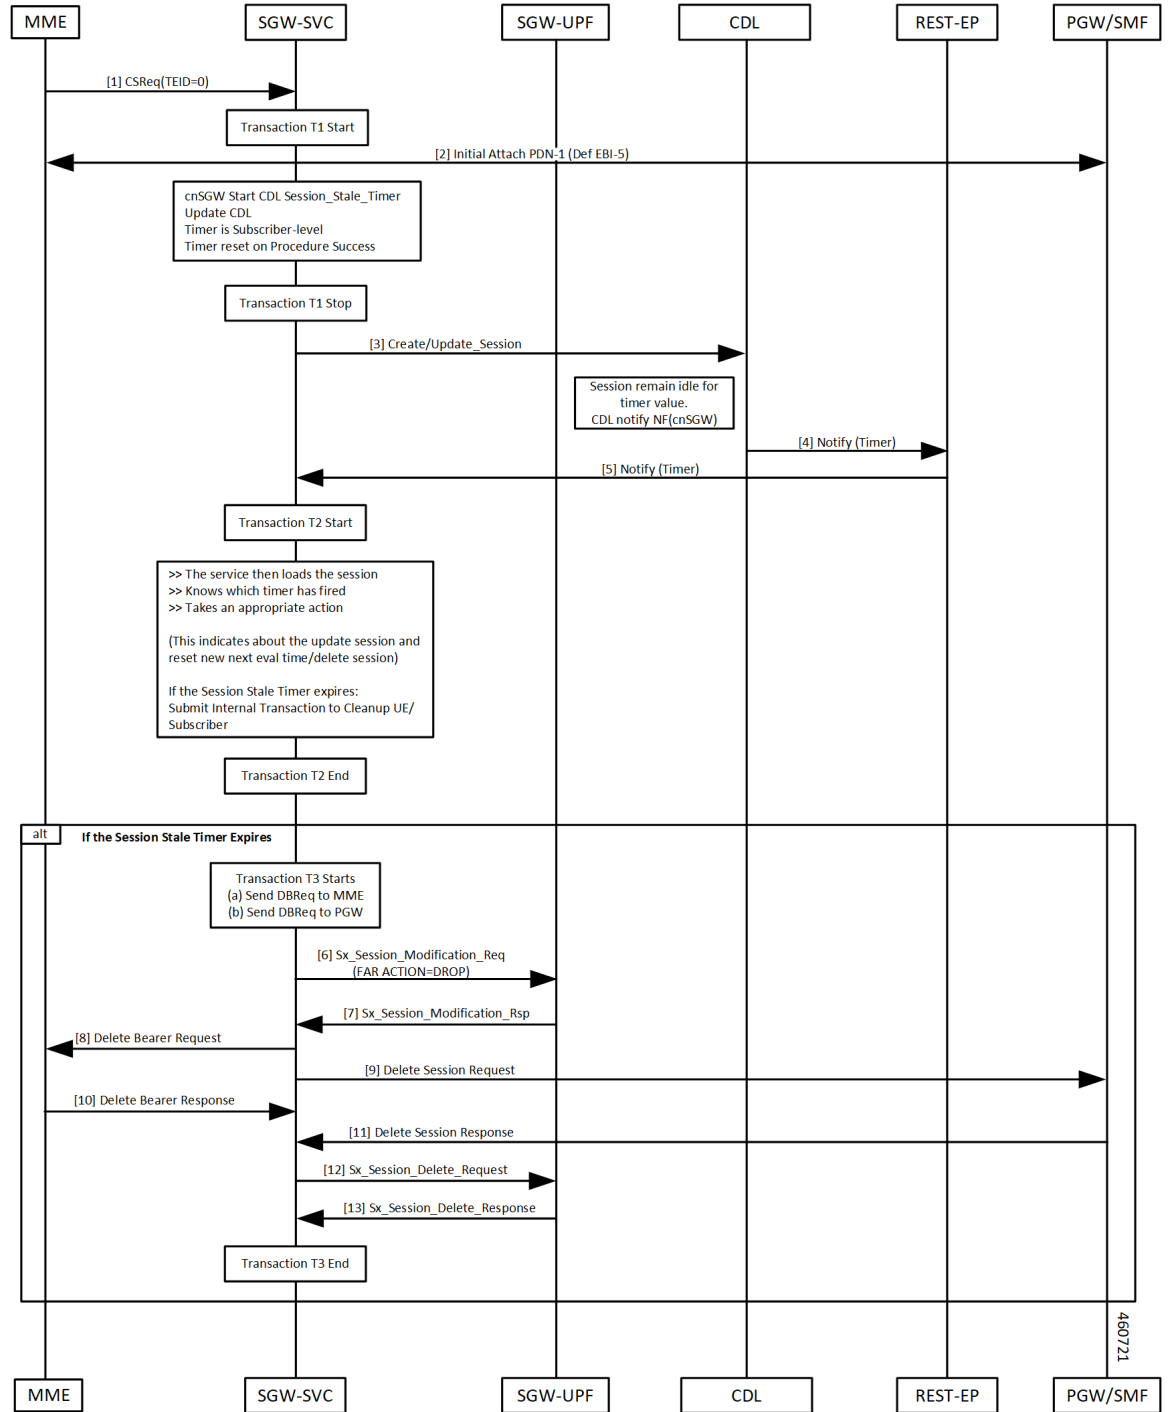 MME
SGW-SVC
SGW-UPF
CDL
REST-EP
PGW/SMF
[1] CSReq(TEID=0)
Transaction T1 Start
[2] Initial Attach PDN-1 (Def EBI-5)
cnSGW Start CDL Session_Stale_Timer
Update CDL
Timer is Subscriber-level
Timer reset on Procedure Success
Transaction T1 Stop
[3] Create/Update_Session
Session remain idle for
timer value.
CDL notify NF(cnSGW)
[4] Notify (Timer)
[5] Notify (Timer)
Transaction T2 Start
>> The service then loads the session
>> Knows which timer has fired
>> Takes an appropriate action
(This indicates about the update session and
reset new next eval time/delete session)
If the Session Stale Timer expires:
Submit Internal Transaction to Cleanup UE/
Subscriber
Transaction T2 End
alt
If the Session Stale Timer Expires
Transaction T3 Starts
(a) Send DBReq to MME
(b) Send DBReq to PGW
[6] Sx_Session_Modification_Req
(FAR ACTION=DROP)
[7] Sx_Session_Modification_Rsp
[8] Delete Bearer Request
[9] Delete Session Request
[10] Delete Bearer Response
[11] Delete Session Response
[12] Sx_Session_Delete_Request
[13] Sx_Session_Delete_Response
Transaction T3 End
460721
MME
SGW-SVC
SGW-UPF
CDL
REST-EP
PGW/SMF